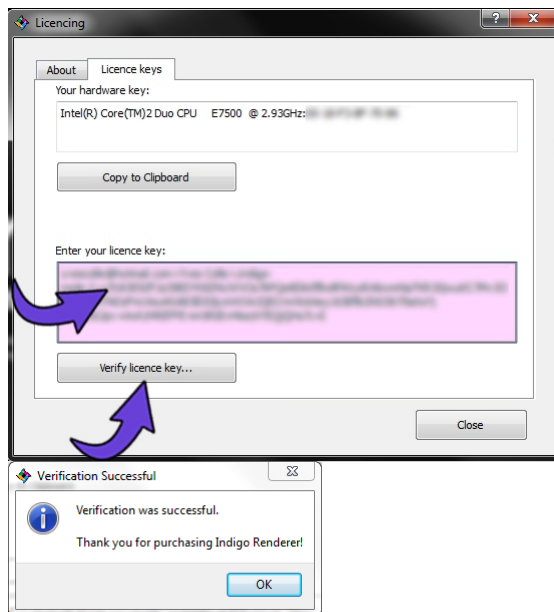 Licencing
About Licence keys
Your hardware key:
Intel(R) Core(TM)2 Duo CPU E7500 @ 2.93GHz:
Copy to Clipboard
Enter your licence key:
Verify licence key...
Close
Verification Successful
Verification was successful.
Thank you for purchasing Indigo Renderer!
OK